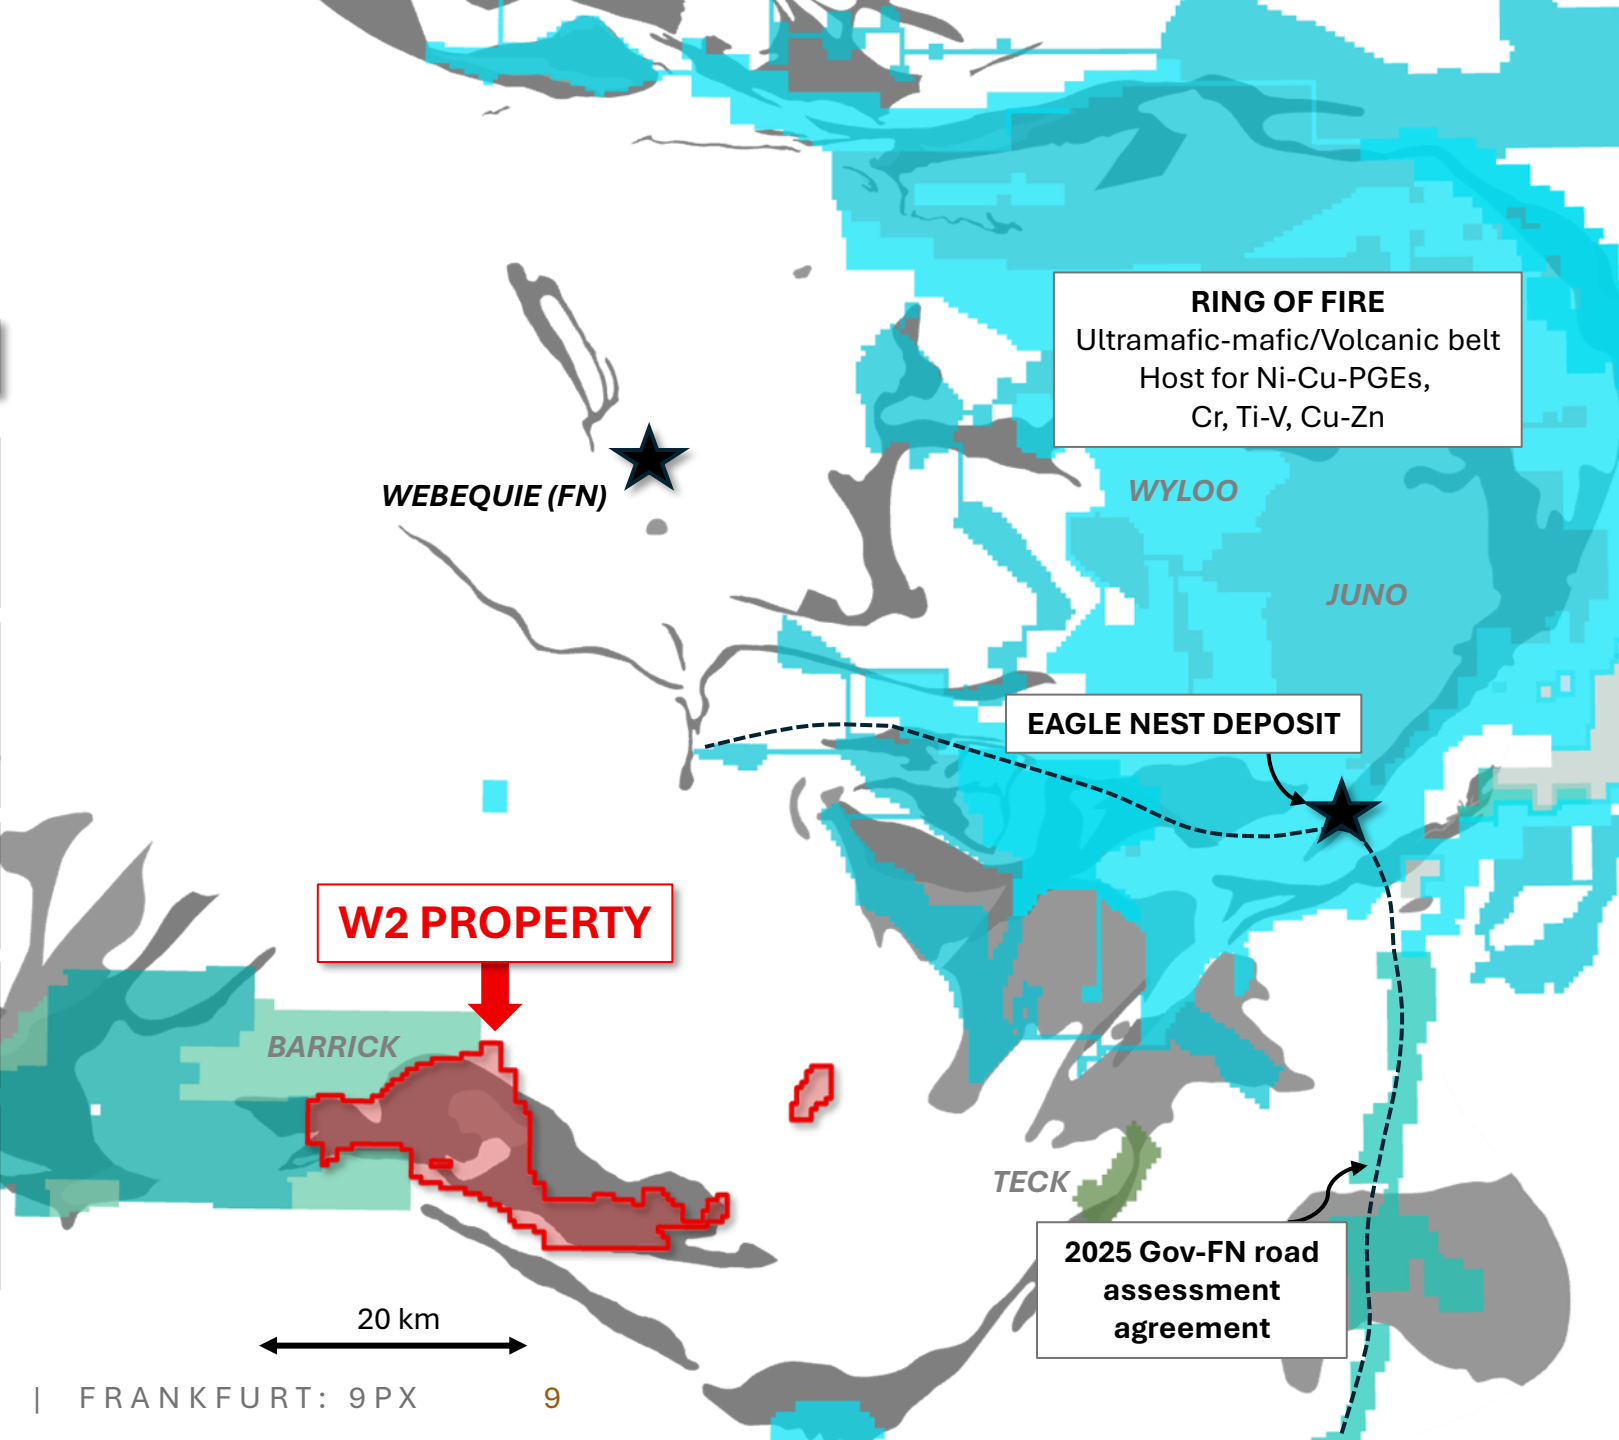 RING OF FIRE
Ultramafic-mafic/Volcanic belt
Host for Ni-Cu-PGEs,
Cr, Ti-V, Cu-Zn
WEBEQUIE (FN)
WYLOO
JUNO
EAGLE NEST DEPOSIT
W2 PROPERTY
BARRICK
TECK
2025 Gov-FN road
assessment
agreement
20 km
| FRANKFURT: 9PX 9